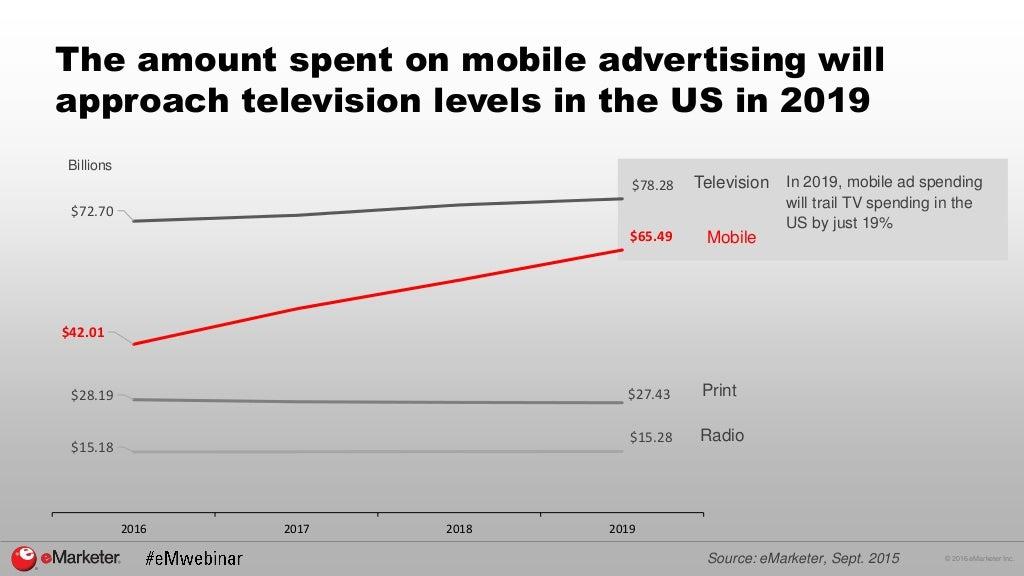 The amount spent on mobile advertising will
approach television levels in the US in 2019
Billions
$72.70
$78.28
Television
In 2019, mobile ad spending
will trail TV spending in the
US by just 19%
$65.49
Mobile
$42.01
$28.19
$27.43
Print
$15.18
$15.28
Radio
2016
2017
2018
2019
eMarketer.
#eMwebinar
Source: eMarketer, Sept. 2015
© 2016 eMarketer Inc.